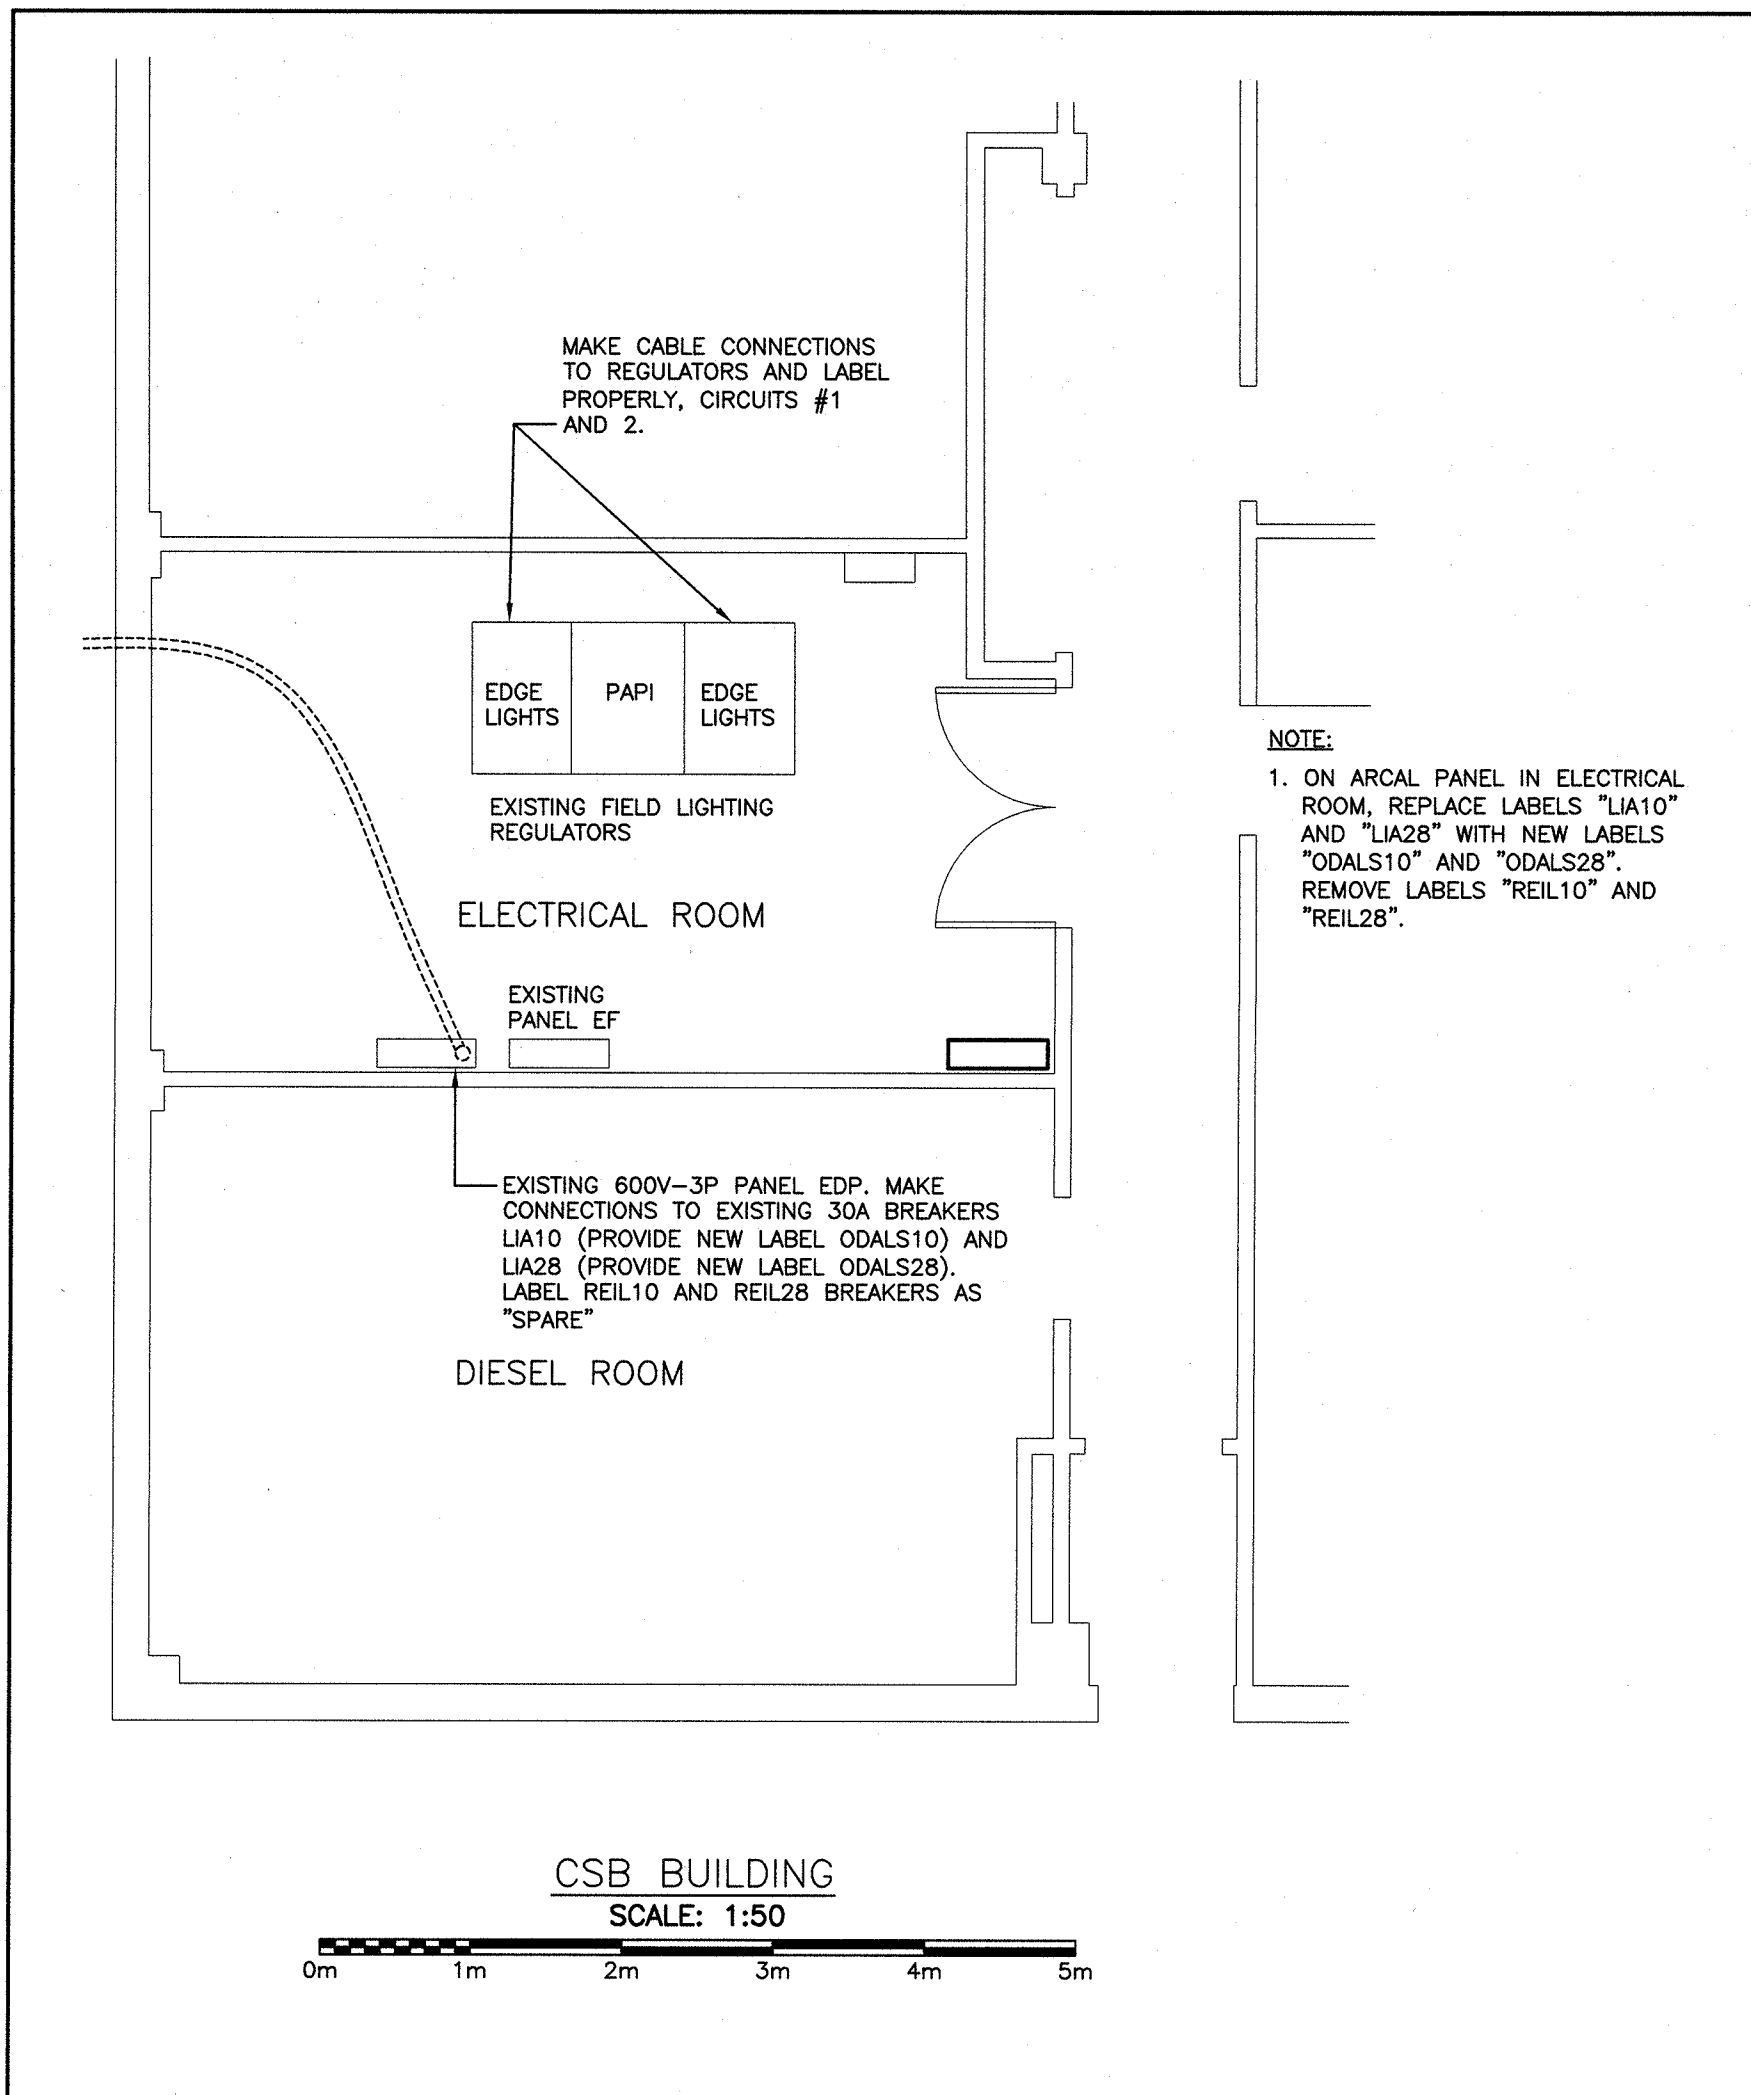 MAKE CABLE CONNECTIONS
TO REGULATORS AND LABEL
PROPERLY, CIRCUITS #1
AND 2.
EDGE
LIGHTS
PAPI
EDGE
LIGHTS
EXISTING FIELD LIGHTING
REGULATORS
NOTE:
1. ON ARCAL PANEL IN ELECTRICAL
ROOM, REPLACE LABELS "LIA10"
AND "LIA28" WITH NEW LABELS
"ODALS10" AND "ODALS28".
REMOVE LABELS "REIL10" AND
"REIL28".
ELECTRICAL ROOM
EXISTING
PANEL EF
EXISTING 600V-3P PANEL EDP. MAKE
CONNECTIONS TO EXISTING 30A BREAKERS
LIA10 (PROVIDE NEW LABEL ODALS10) AND
LIA28 (PROVIDE NEW LABEL ODALS28).
LABEL REIL10 AND REIL28 BREAKERS AS
"SPARE"
DIESEL ROOM
CSB BUILDING
SCALE: 1:50
0m 1m 2m 3m 4m 5m